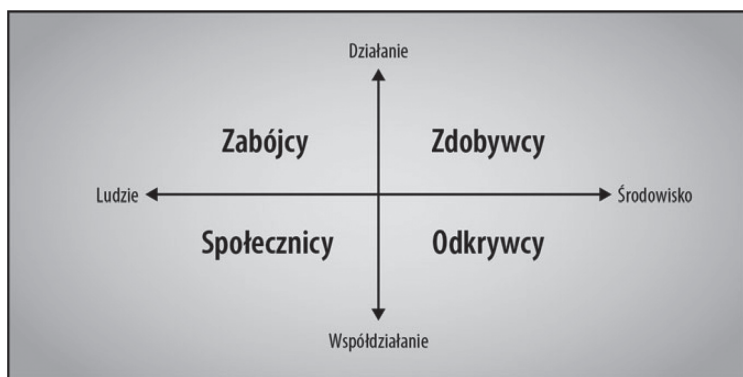 Działanie
Zabójcy Zdobywcy
Ludzie Środowisko
Społecznicy Odkrywcy
Współdziałanie